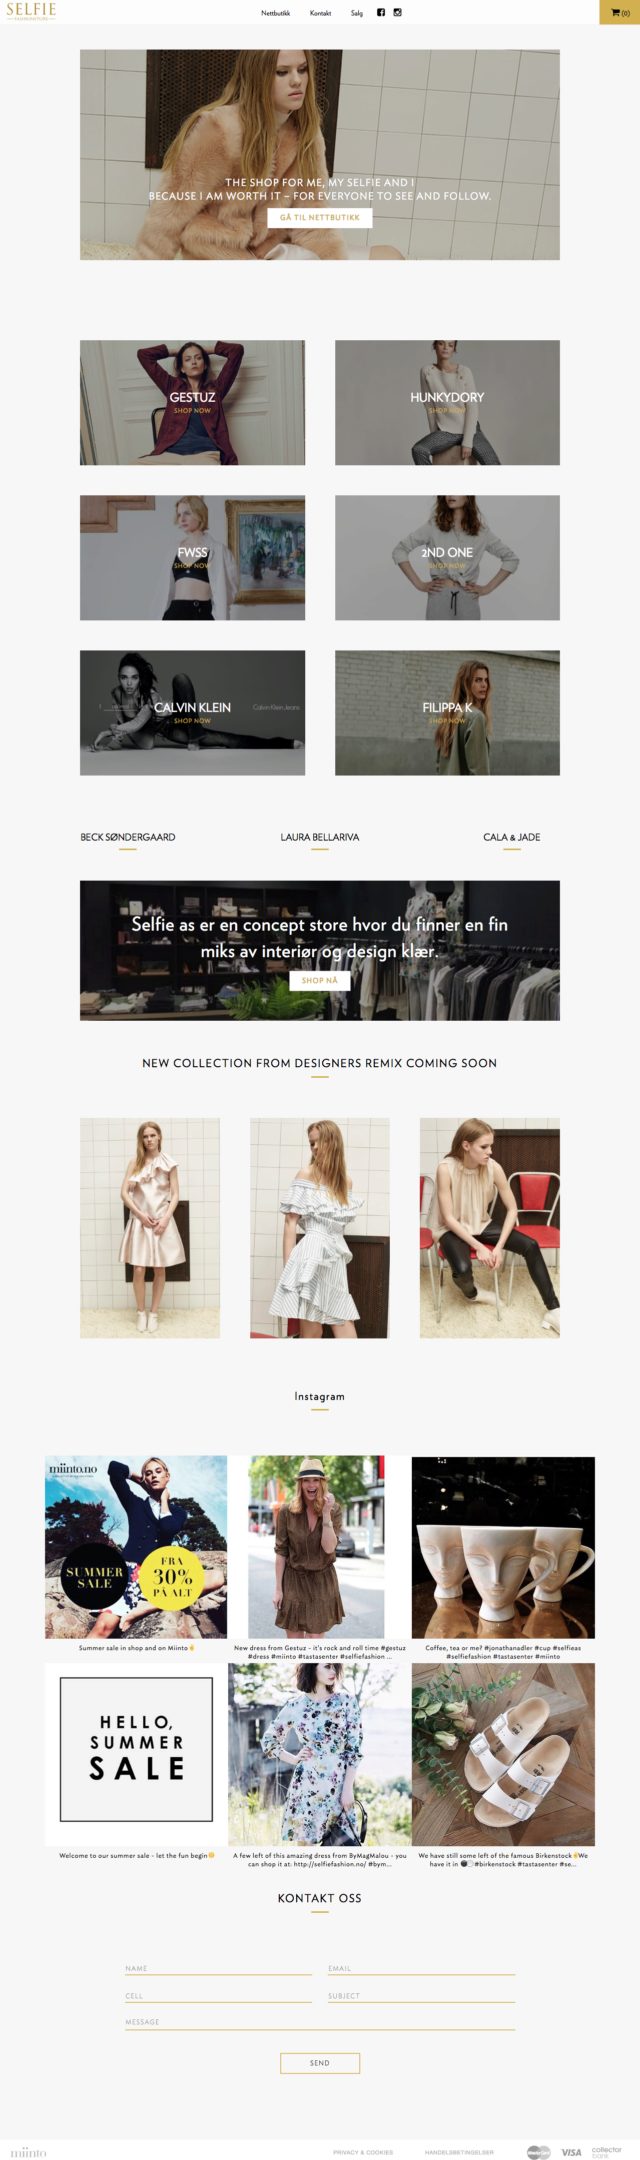 SELFIE
FASHIONSTORE
Nettbutikk Kontakt Salg
(0)
THE SHOP FOR ME, MY SELFIE AND I
BECAUSE I AM WORTH IT – FOR EVERYONE TO SEE AND FOLLOW.
GÅ TIL NETTBUTIKK
GESTUZ
SHOP NOW
HUNKYDORY
SHOP NOW
FWSS
SHOP NOW
2ND ONE
SHOP NOW
CALVIN KLEIN
SHOP NOW
Calvin Klein Jeans
FILIPPA K
SHOP NOW
BECK SØNDERGAARD
LAURA BELLARIVA
CALA & JADE
Selfie as er en concept store hvor du finner en fin
miks av interiør og design klær.
SHOP NÅ
NEW COLLECTION FROM DESIGNERS REMIX COMING SOON
Instagram
miinto.no
SUMMER
SALE
FRA
30%
PÅ ALT
Summer sale in shop and on Miinto
New dress from Gestuz - it's rock and roll time #gestuz
#dress #miinto #tastasenter #selfiefashion ...
Coffee, tea or me? #jonathanadler #cup #selfieas
#selfiefashion #tastasenter #miinto
HELLO,
SUMMER
SALE
Welcome to our summer sale - let the fun begin
A few left of this amazing dress from ByMagMalou - you
can shop it at: http://selfiefashion.no/ #bym...
We have still some left of the famous Birkenstock We
have it in #birkenstock #tastasenter #se...
KONTAKT OSS
NAME
EMAIL
CELL
SUBJECT
MESSAGE
SEND
miinto
PRIVACY & COOKIES
HANDELSBETINGELSER
MasterCard
VISA
collector
bank